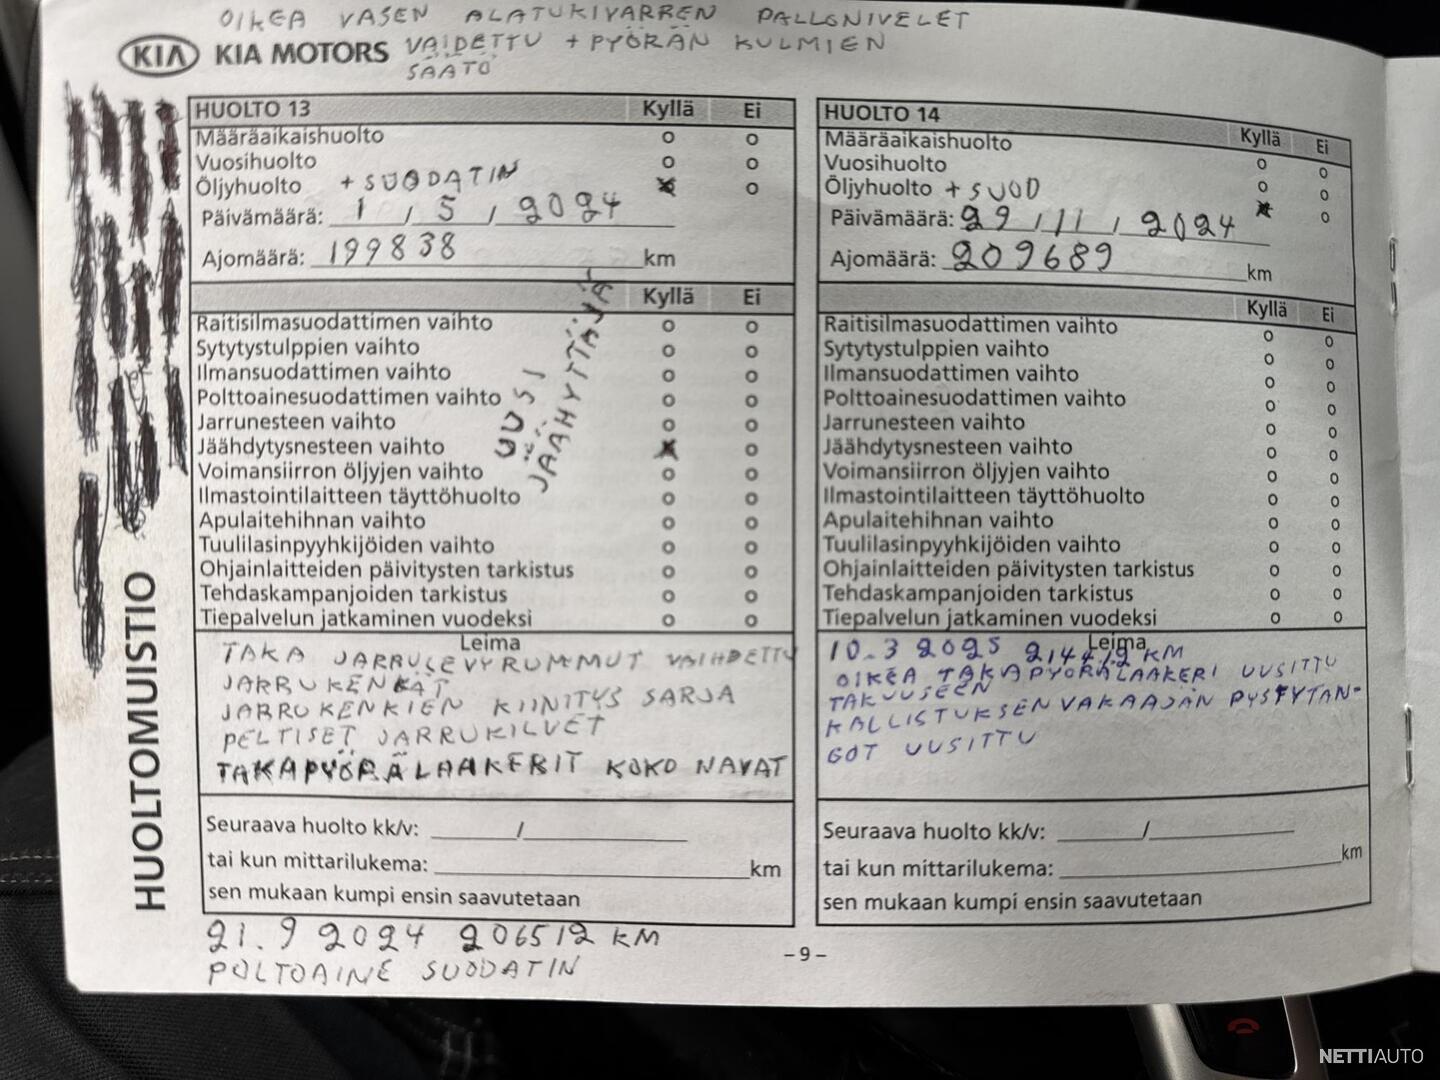 OIKEA VASEN ALATUKIVARREN PALLONIVELET
KIA KIA MOTORS VAIDETTU + PYÖRÄN KULMIEN
SÄÄTÖ
HUOLTO 13 Kyllä Ei
Määräaikaishuolto
Vuosihuolto
Öljyhuolto + SUODATIN
Päivämäärä: 1 / 5 / 2024
Ajomäärä: 199838 km
Kyllä Ei
Raitisilmasuodattimen vaihto
Sytytystulppien vaihto
Ilmansuodattimen vaihto
Polttoainesuodattimen vaihto
Jarrunesteen vaihto
Jäähdytysnesteen vaihto
Voimansiirron öljyjen vaihto
Ilmastointilaitteen täyttöhuolto
Apulaitehihnan vaihto
Tuulilasinpyyhkijöiden vaihto
Ohjainlaitteiden päivitysten tarkistus
Tehdaskampanjoiden tarkistus
Tiepalvelun jatkaminen vuodeksi
UUSI
Leima
TAKA JARRULEVYRUMMUT VAIHDETTU
JARRUKENKÄT
JARRUKENKIEN KIINITYS SARJA
PELTISET JARRUKILVET
TAKAPYÖRÄLAAKERIT KOKO NAVAT
Seuraava huolto kk/v: /
tai kun mittarilukema: km
sen mukaan kumpi ensin saavutetaan
21.9 2024 206512 KM
POLTOAINE SUODATIN
HUOLTO 14 Kyllä Ei
Määräaikaishuolto
Vuosihuolto
Öljyhuolto + SUOD
Päivämäärä: 29 / 11 / 2024
Ajomäärä: 209689 km
Kyllä Ei
Raitisilmasuodattimen vaihto
Sytytystulppien vaihto
Ilmansuodattimen vaihto
Polttoainesuodattimen vaihto
Jarrunesteen vaihto
Jäähdytysnesteen vaihto
Voimansiirron öljyjen vaihto
Ilmastointilaitteen täyttöhuolto
Apulaitehihnan vaihto
Tuulilasinpyyhkijöiden vaihto
Ohjainlaitteiden päivitysten tarkistus
Tehdaskampanjoiden tarkistus
Tiepalvelun jatkaminen vuodeksi
Leima
10.3 2025 KM
OIKEA TAKAPYÖRÄLAAKERI UUSITTU
TAKUUSEEN
KALLISTUKSENVAKAAJAN PYSTYTAN-
GOT UUSITTU
Seuraava huolto kk/v: /
tai kun mittarilukema: km
sen mukaan kumpi ensin saavutetaan
HUOLTOMUISTIO
–9–
NETTIAUTO